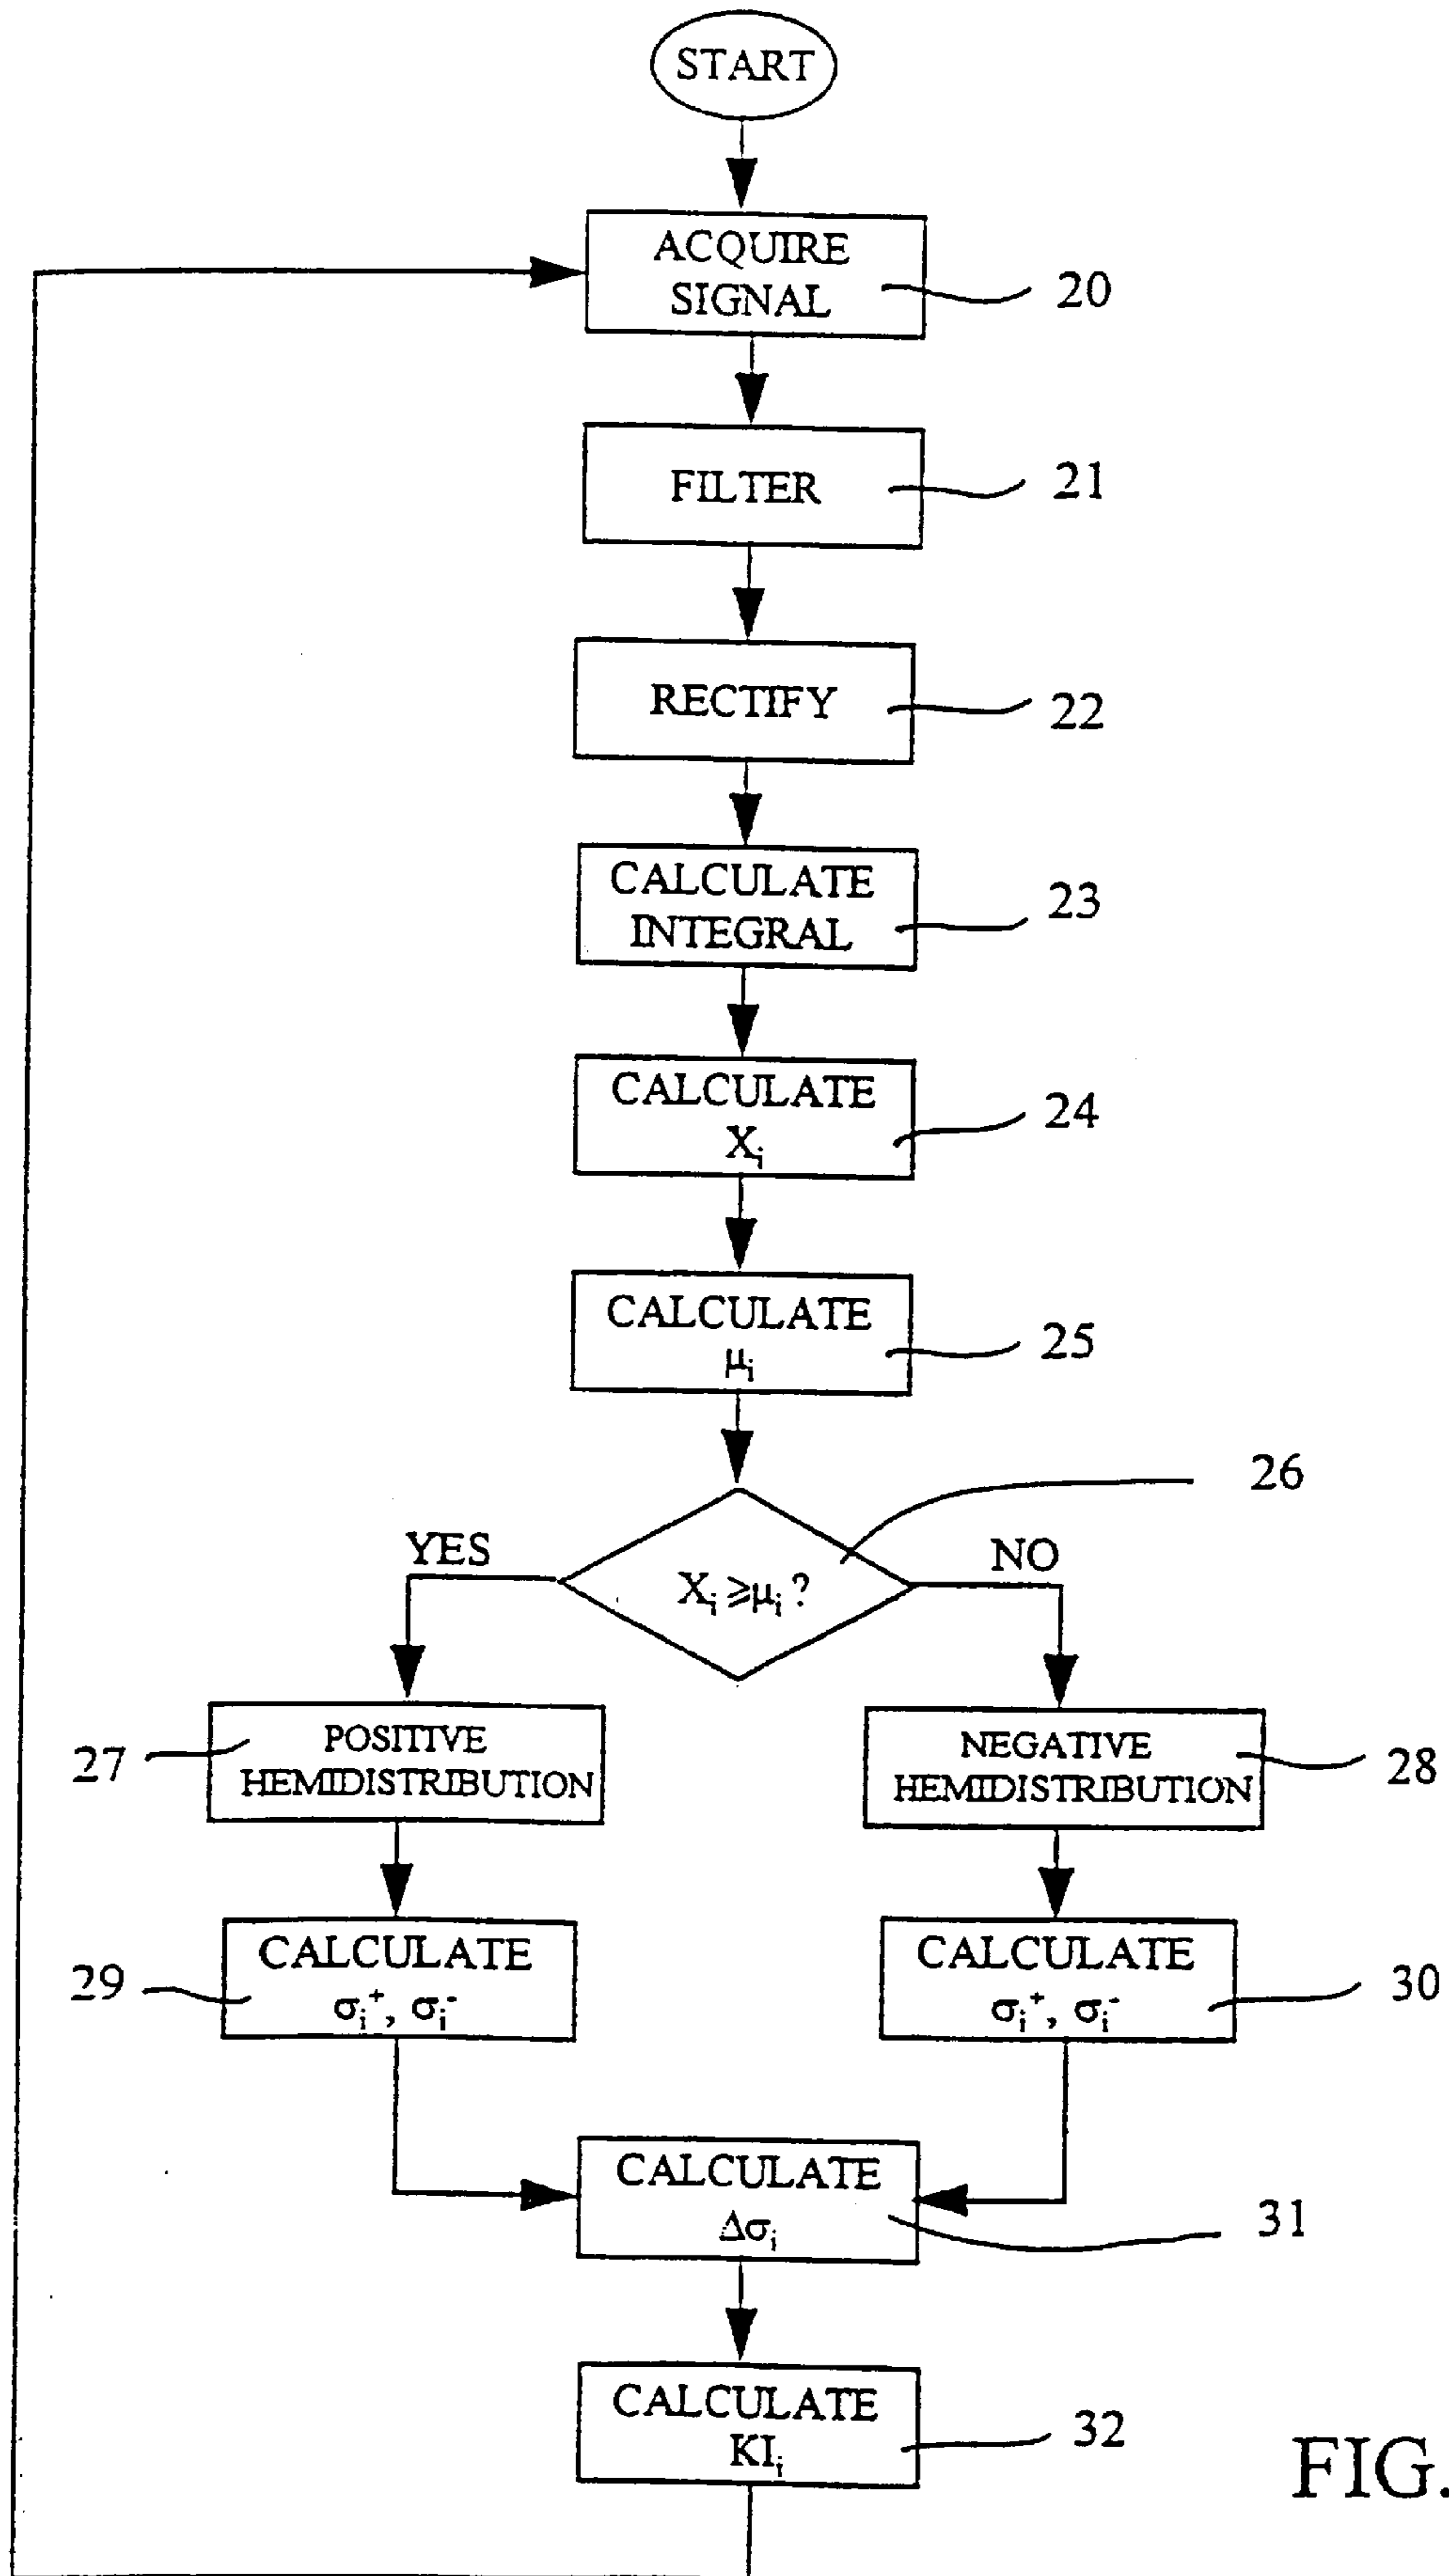 START
ACQUIRE
SIGNAL
20
FILTER
21
RECTIFY
22
CALCULATE
INTEGRAL
23
CALCULATE
Xᵢ
24
CALCULATE
μᵢ
25
26
YES
NO
Xᵢ ≥ μᵢ ?
27
POSITIVE
HEMIDISTRIBUTION
NEGATIVE
HEMIDISTRIBUTION
28
29
CALCULATE
σᵢ⁺, σᵢ⁻
CALCULATE
σᵢ⁺, σᵢ⁻
30
CALCULATE
Δσᵢ
31
CALCULATE
KIᵢ
32
FIG.